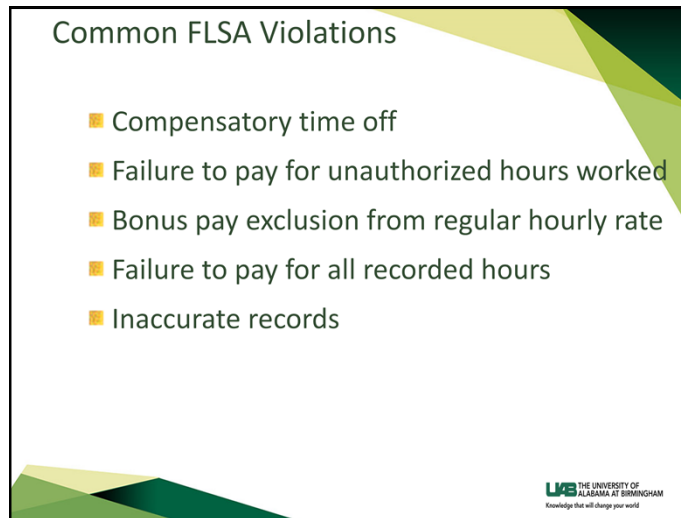 Common FLSA Violations
Compensatory time off
Failure to pay for unauthorized hours worked
Bonus pay exclusion from regular hourly rate
Failure to pay for all recorded hours
Inaccurate records
UAB THE UNIVERSITY OF
ALABAMA AT BIRMINGHAM
Knowledge that will change your world